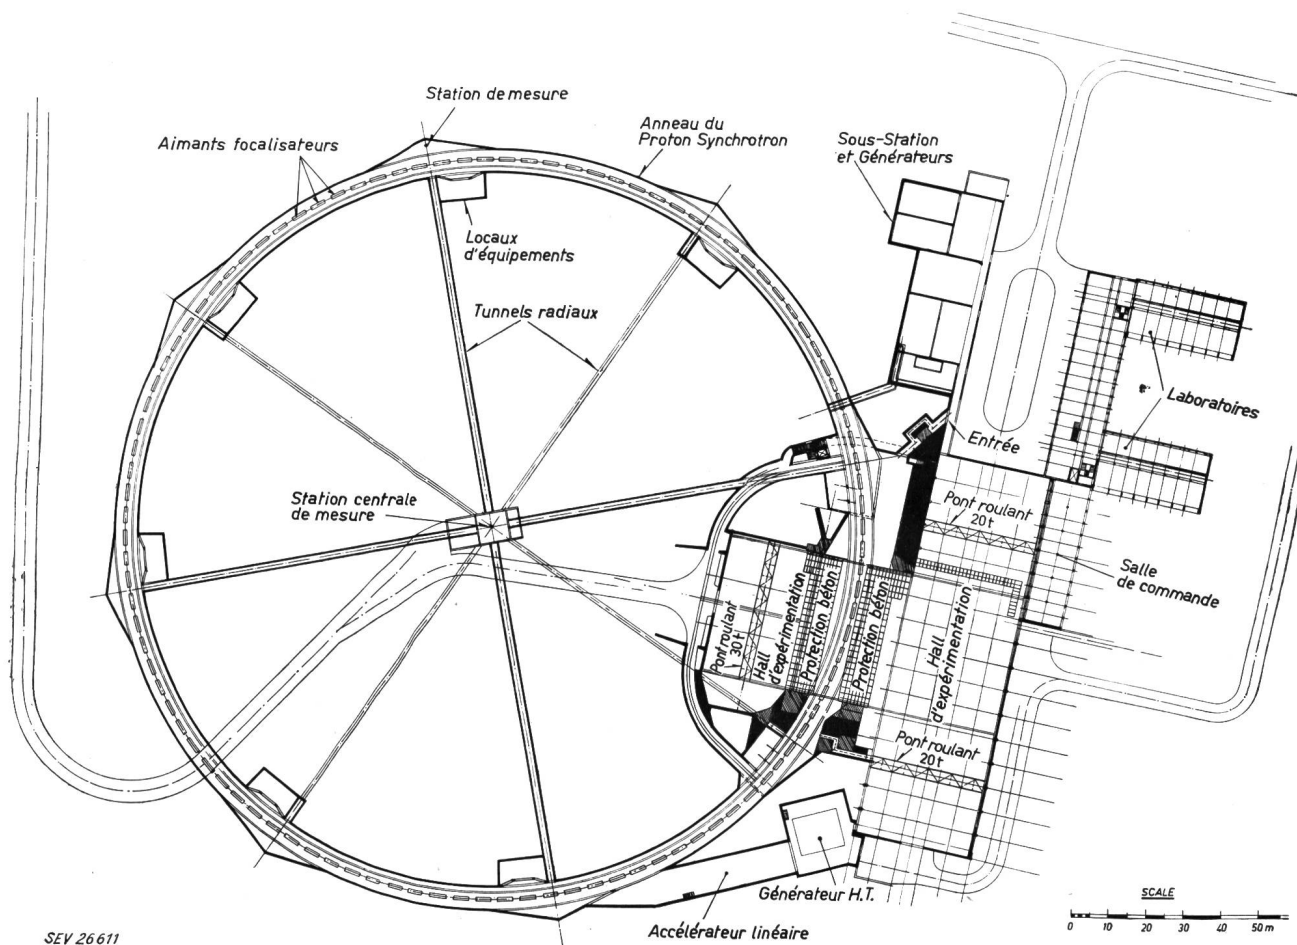 Station de mesure
Aimants focalisateurs
Anneau du
Proton Synchrotron
Sous-Station
et Générateurs
Locaux
d'équipements
Tunnels radiaux
Laboratoires
Entrée
Station centrale
de mesure
Pont roulant
20t
Salle
de commande
Pont roulant
30t
Hall
d'expérimentation
Protection béton
Protection béton
Hall
d'expérimentation
Pont roulant
20t
Générateur H.T.
Accélérateur linéaire
SCALE
0 10 20 30 40 50 m
SEV 26611